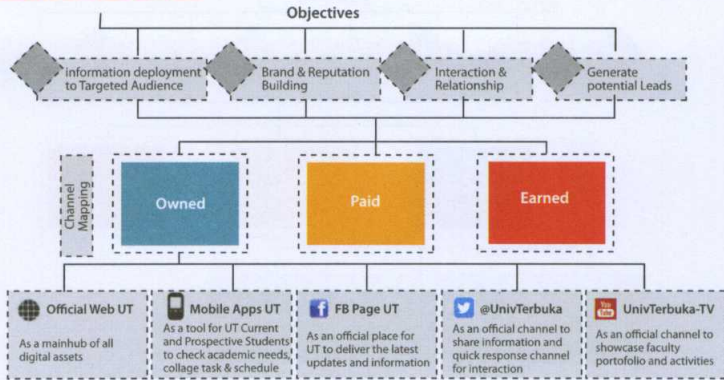 Objectives
information deployment
to Targeted Audience
Brand & Reputation
Building
Interaction &
Relationship
Generate
potential Leads
Channel
Mapping
Owned
Paid
Earned
Official Web UT
As a mainhub of all
digital assets
Mobile Apps UT
As a tool for UT Current
and Prospective Students
to check academic needs,
collage task & schedule
f FB Page UT
As an official place for
UT to deliver the latest
updates and information
@UnivTerbuka
As an official channel to
share information and
quick response channel
for interaction
You
Tube
UnivTerbuka-TV
As an official channel to
showcase faculty
portofolio and activities